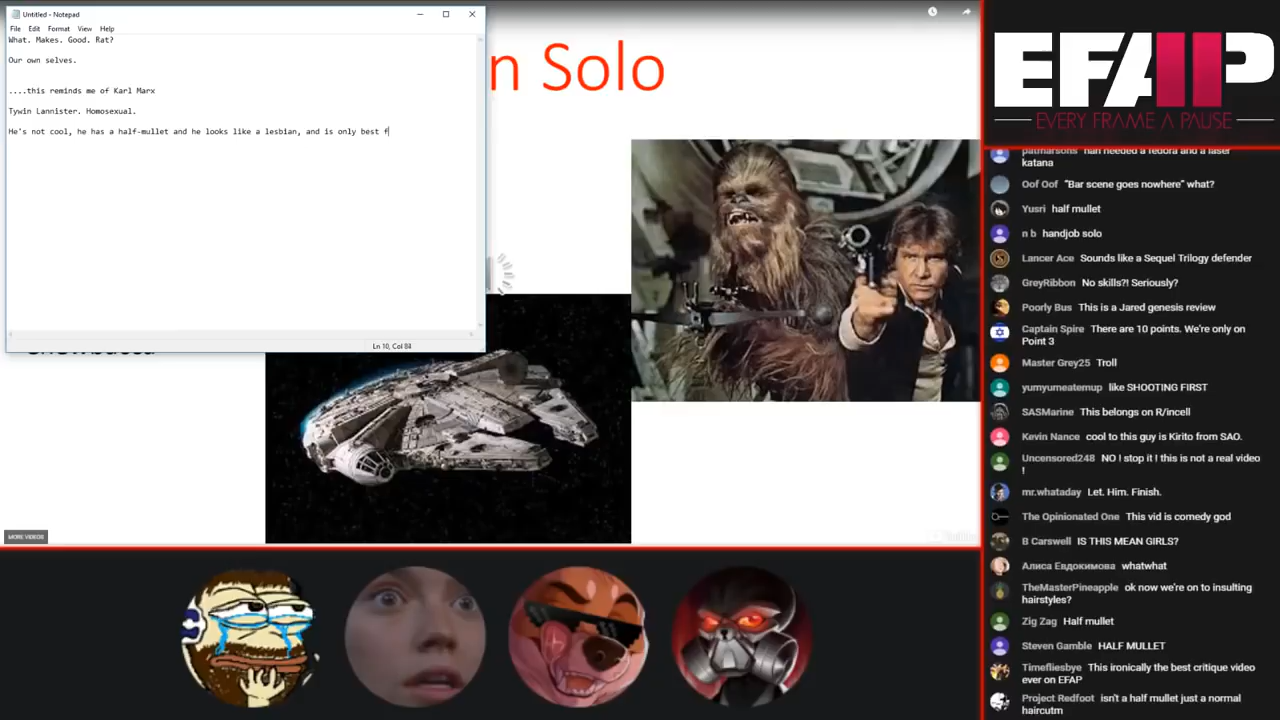 Untitled - Notepad
File Edit Format View Help
What. Makes. Good. Rat?
Our own selves.
....this reminds me of Karl Marx
Tywin Lannister. Homosexual.
He's not cool, he has a half-mullet and he looks like a lesbian, and is only best f
Ln 10, Col 84
n Solo
MORE VIDEOS
EFAP
EVERY FRAME A PAUSE
patmarsons han needed a fedora and a laser
katana
Oof Oof "Bar scene goes nowhere" what?
Yusri half mullet
n b handjob solo
Lancer Ace Sounds like a Sequel Trilogy defender
GreyRibbon No skills?! Seriously?
Poorly Bus This is a Jared genesis review
Captain Spire There are 10 points. We're only on
Point 3
Master Grey25 Troll
yumyumeatemup like SHOOTING FIRST
SASMarine This belongs on R/incell
Kevin Nance cool to this guy is Kirito from SAO.
Uncensored248 NO ! stop it ! this is not a real video
!
mr.whataday Let. Him. Finish.
The Opinionated One This vid is comedy god
B Carswell IS THIS MEAN GIRLS?
Алиса Евдокимова whatwhat
TheMasterPineapple ok now we're on to insulting
hairstyles?
Zig Zag Half mullet
Steven Gamble HALF MULLET
Timefliesbye This ironically the best critique video
ever on EFAP
Project Redfoot isn't a half mullet just a normal
haircutm